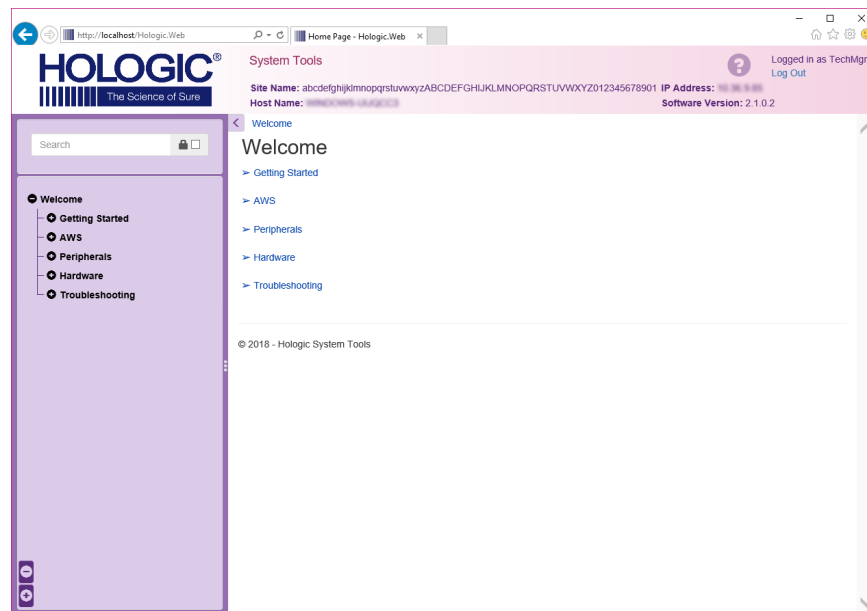 http://localhost/Hologic.Web
Home Page - Hologic.Web
HOLOGIC®
The Science of Sure
System Tools
Logged in as TechMgr
Log Out
Site Name: abcdefghijklmnopqrstuvwxyzABCDEFGHIJKLMNOPQRSTUVWXYZ012345678901 IP Address:
Host Name: Software Version: 2.1.0.2
Search
Welcome
Getting Started
AWS
Peripherals
Hardware
Troubleshooting
Welcome
Welcome
➢ Getting Started
➢ AWS
➢ Peripherals
➢ Hardware
➢ Troubleshooting
© 2018 - Hologic System Tools